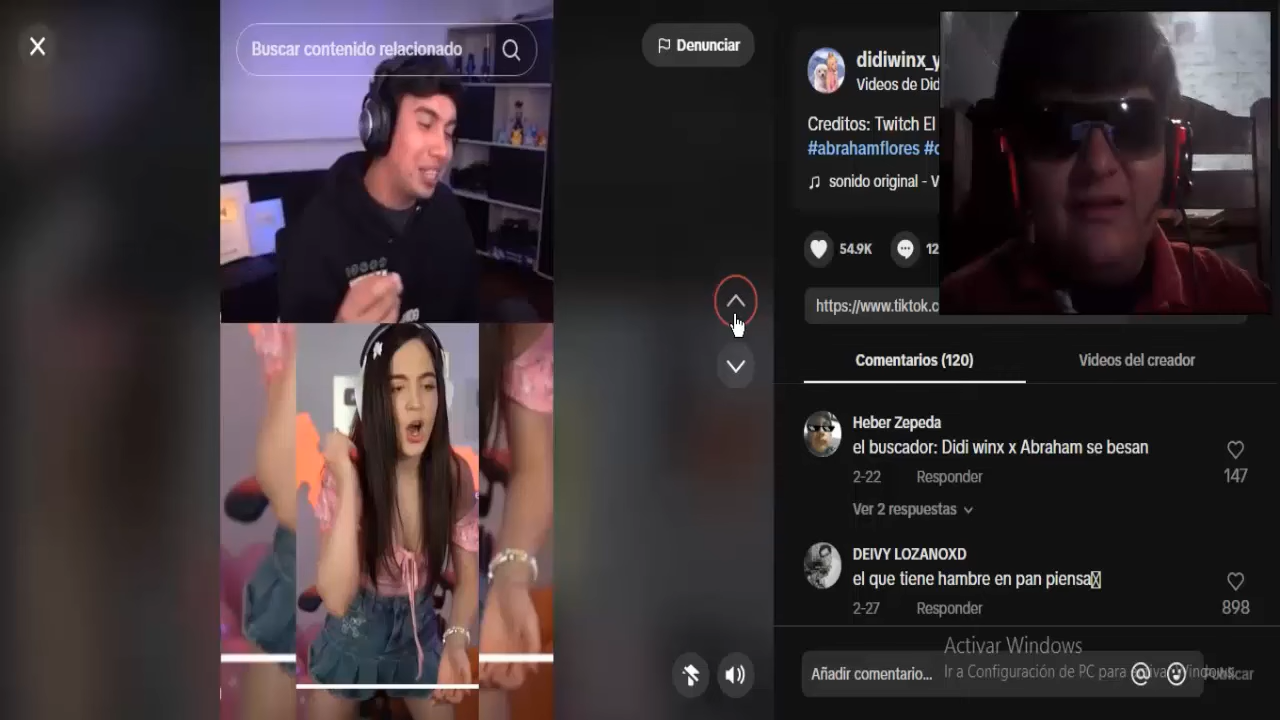 Buscar contenido relacionado
Denunciar
didiwinx_y
Videos de Did
Creditos: Twitch El
#abrahamflores
sonido original - V
54.9K
12
https://www.tiktok.c
Comentarios (120)
Videos del creador
Heber Zepeda
el buscador: Didi winx x Abraham se besan
2-22
Responder
147
Ver 2 respuestas
DEIVY LOZANOXD
el que tiene hambre en pan piensa
2-27
Responder
898
Activar Windows
Ir a Configuración de PC para activar Windows.
Añadir comentario...
Publicar